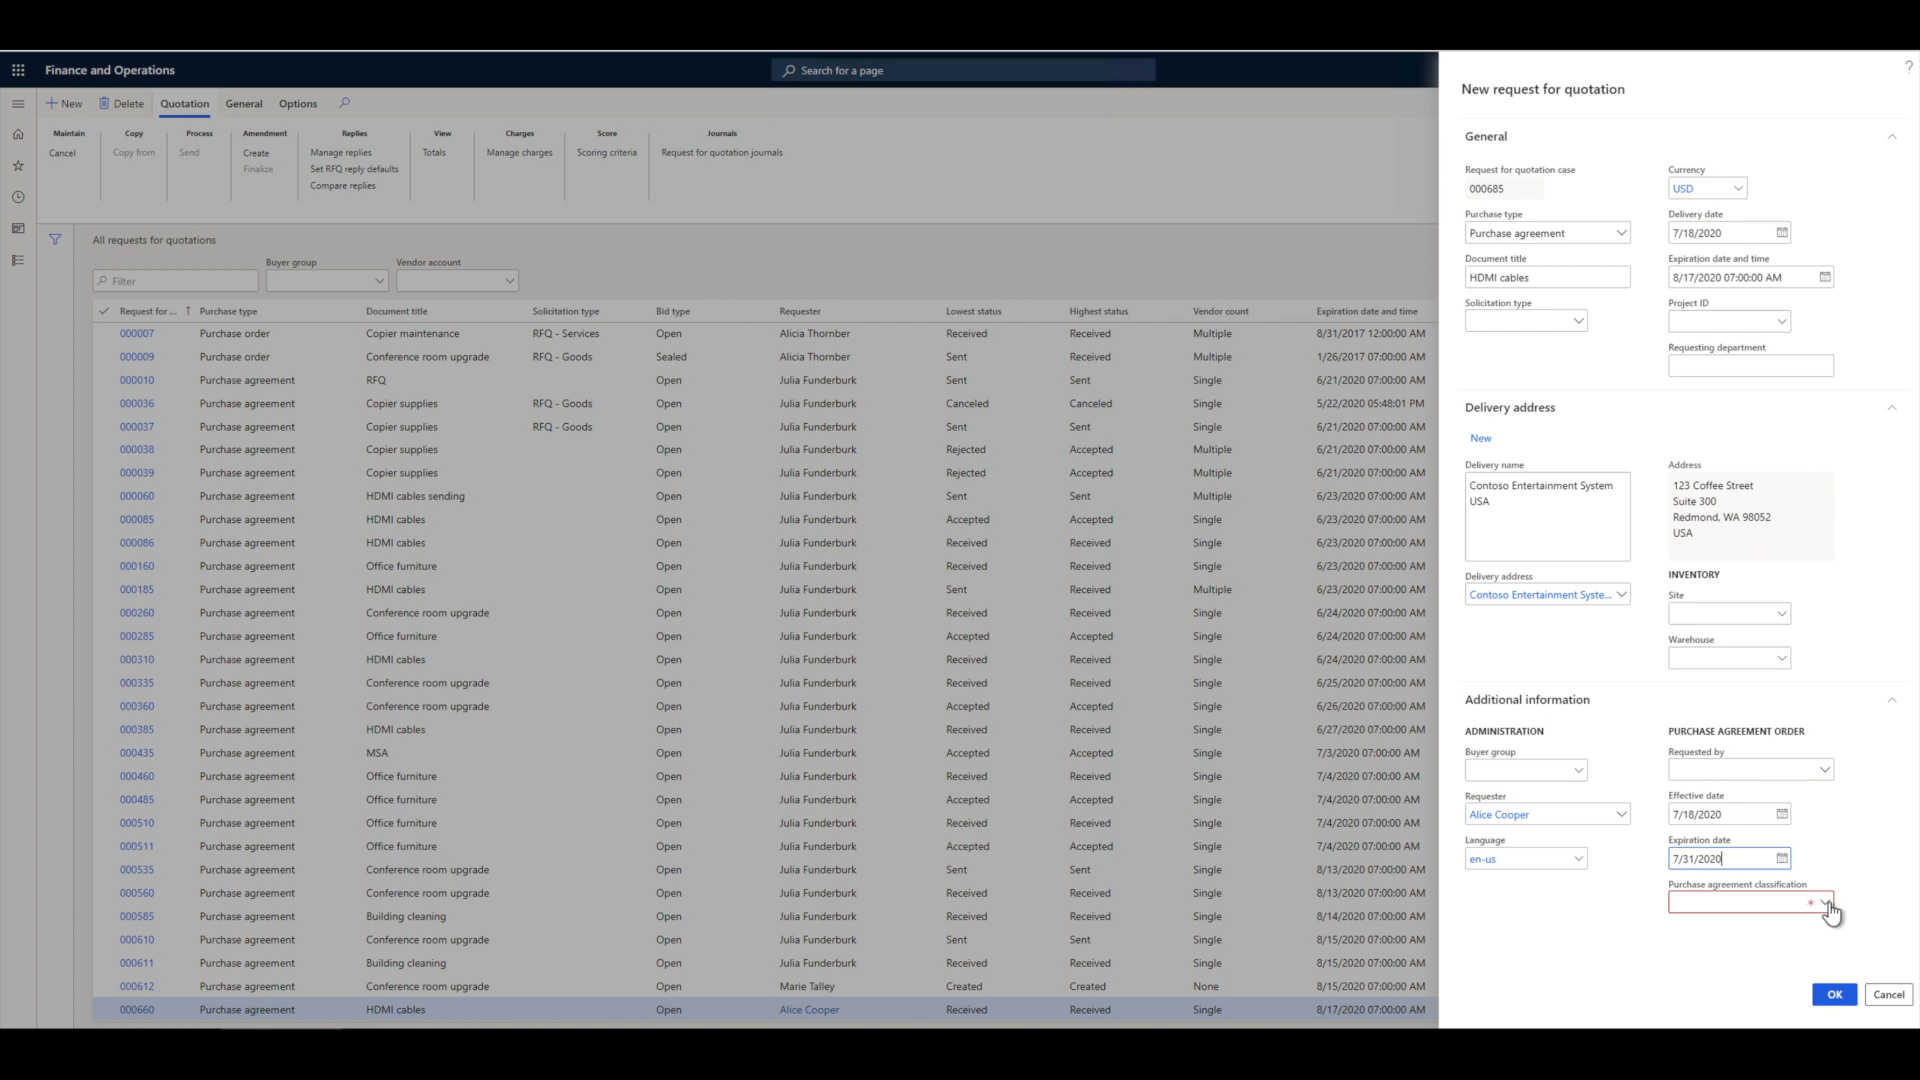 Finance and Operations
Search for a page
?
New
Delete
Quotation
General
Options
Maintain
Cancel
Copy
Copy from
Process
Send
Amendment
Create
Finalize
Replies
Manage replies
Set RFQ reply defaults
Compare replies
View
Totals
Charges
Manage charges
Score
Scoring criteria
Journals
Request for quotation journals
All requests for quotations
Buyer group
Vendor account
Filter
Request for ... Purchase type Document title Solicitation type Bid type Requester Lowest status Highest status Vendor count Expiration date and time
000007 Purchase order Copier maintenance RFQ - Services Open Alicia Thornber Received Received Multiple 8/31/2017 12:00:00 AM
000009 Purchase order Conference room upgrade RFQ - Goods Sealed Alicia Thornber Sent Received Multiple 1/26/2017 07:00:00 AM
000010 Purchase agreement RFQ Open Julia Funderburk Sent Sent Single 6/21/2020 07:00:00 AM
000036 Purchase agreement Copier supplies RFQ - Goods Open Julia Funderburk Canceled Canceled Single 5/22/2020 05:48:01 PM
000037 Purchase agreement Copier supplies RFQ - Goods Open Julia Funderburk Sent Sent Single 6/21/2020 07:00:00 AM
000038 Purchase agreement Copier supplies Open Julia Funderburk Rejected Accepted Multiple 6/21/2020 07:00:00 AM
000039 Purchase agreement Copier supplies Open Julia Funderburk Rejected Accepted Multiple 6/21/2020 07:00:00 AM
000060 Purchase agreement HDMI cables sending Open Julia Funderburk Sent Sent Multiple 6/23/2020 07:00:00 AM
000085 Purchase agreement HDMI cables Open Julia Funderburk Accepted Accepted Single 6/23/2020 07:00:00 AM
000086 Purchase agreement HDMI cables Open Julia Funderburk Received Received Single 6/23/2020 07:00:00 AM
000160 Purchase agreement Office furniture Open Julia Funderburk Received Received Single 6/23/2020 07:00:00 AM
000185 Purchase agreement HDMI cables Open Julia Funderburk Sent Received Multiple 6/23/2020 07:00:00 AM
000260 Purchase agreement Conference room upgrade Open Julia Funderburk Received Received Single 6/24/2020 07:00:00 AM
000285 Purchase agreement Office furniture Open Julia Funderburk Accepted Accepted Single 6/24/2020 07:00:00 AM
000310 Purchase agreement HDMI cables Open Julia Funderburk Received Received Single 6/24/2020 07:00:00 AM
000335 Purchase agreement Conference room upgrade Open Julia Funderburk Received Received Single 6/25/2020 07:00:00 AM
000360 Purchase agreement Conference room upgrade Open Julia Funderburk Accepted Accepted Single 6/26/2020 07:00:00 AM
000385 Purchase agreement HDMI cables Open Julia Funderburk Received Received Single 6/27/2020 07:00:00 AM
000435 Purchase agreement MSA Open Julia Funderburk Accepted Accepted Single 7/3/2020 07:00:00 AM
000460 Purchase agreement Office furniture Open Julia Funderburk Received Received Single 7/4/2020 07:00:00 AM
000485 Purchase agreement Office furniture Open Julia Funderburk Accepted Accepted Single 7/4/2020 07:00:00 AM
000510 Purchase agreement Office furniture Open Julia Funderburk Received Received Single 7/4/2020 07:00:00 AM
000511 Purchase agreement Office furniture Open Julia Funderburk Accepted Accepted Single 7/4/2020 07:00:00 AM
000535 Purchase agreement Conference room upgrade Open Julia Funderburk Sent Sent Single 8/13/2020 07:00:00 AM
000560 Purchase agreement Conference room upgrade Open Julia Funderburk Received Received Single 8/13/2020 07:00:00 AM
000585 Purchase agreement Building cleaning Open Julia Funderburk Received Received Single 8/14/2020 07:00:00 AM
000610 Purchase agreement Conference room upgrade Open Julia Funderburk Sent Sent Single 8/15/2020 07:00:00 AM
000611 Purchase agreement Building cleaning Open Julia Funderburk Received Received Single 8/15/2020 07:00:00 AM
000612 Purchase agreement Conference room upgrade Open Marie Talley Created Created None 8/15/2020 07:00:00 AM
000660 Purchase agreement HDMI cables Open Alice Cooper Received Received Single 8/17/2020 07:00:00 AM
New request for quotation
General
Request for quotation case
000685
Purchase type
Purchase agreement
Document title
HDMI cables
Solicitation type
Currency
USD
Delivery date
7/18/2020
Expiration date and time
8/17/2020 07:00:00 AM
Project ID
Requesting department
Delivery address
New
Delivery name
Contoso Entertainment System
USA
Delivery address
Contoso Entertainment Syste...
Address
123 Coffee Street
Suite 300
Redmond, WA 98052
USA
INVENTORY
Site
Warehouse
Additional information
ADMINISTRATION
Buyer group
Requester
Alice Cooper
Language
en-us
PURCHASE AGREEMENT ORDER
Requested by
Effective date
7/18/2020
Expiration date
7/31/2020
Purchase agreement classification
*
OK
Cancel